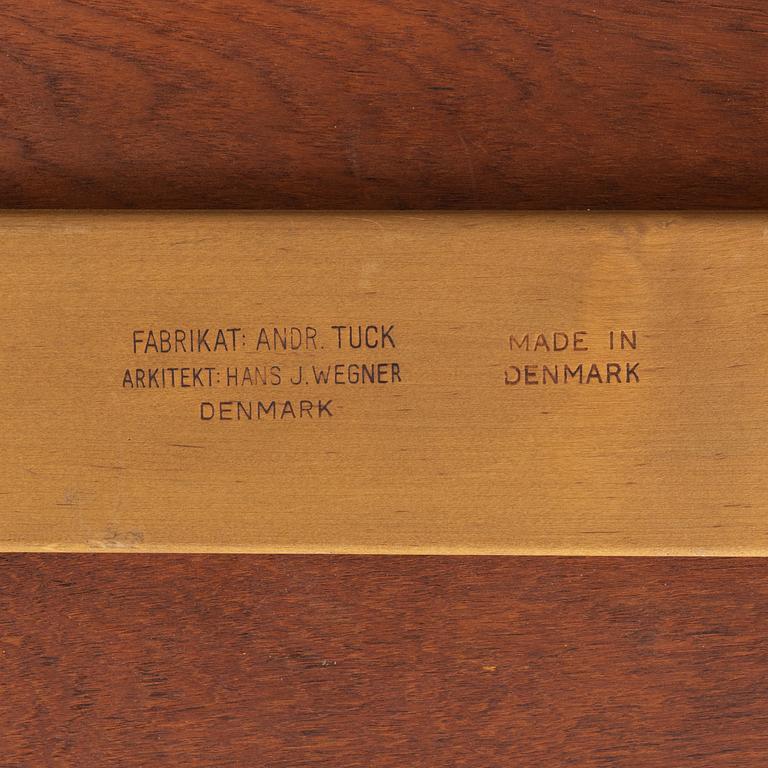 FABRIKAT: ANDR. TUCK
ARKITEKT: HANS J. WEGNER
DENMARK
MADE IN
DENMARK